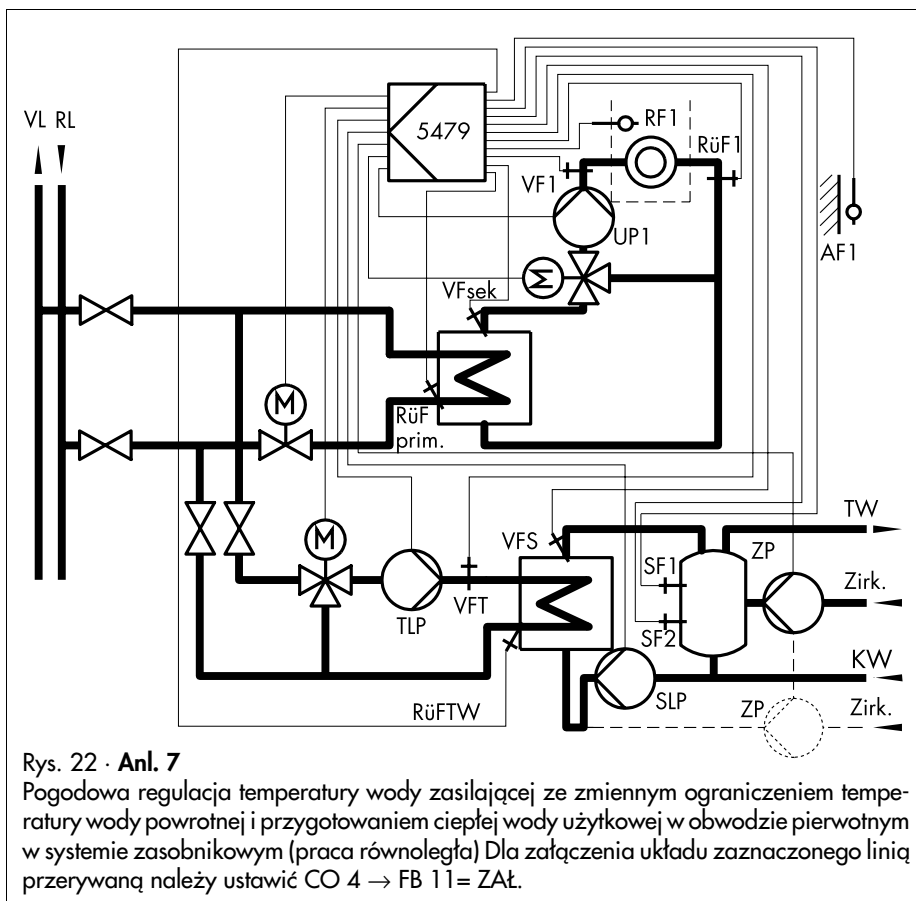 VL RL
5479
RF1
RüF1
VF1
UP1
AF1
M
VFsek
M
RüF
prim.
M
VFS
TW
SF1
ZP
Zirk.
VFT
TLP
SF2
KW
SLP
RüFTW
ZP
Zirk.
Rys. 22 · Anl. 7
Pogodowa regulacja temperatury wody zasilającej ze zmiennym ograniczeniem tempe-
ratury wody powrotnej i przygotowaniem ciepłej wody użytkowej w obwodzie pierwotnym
w systemie zasobnikowym (praca równoległa) Dla załączenia układu zaznaczonego linią
przerywaną należy ustawić CO 4 → FB 11= ZAŁ.